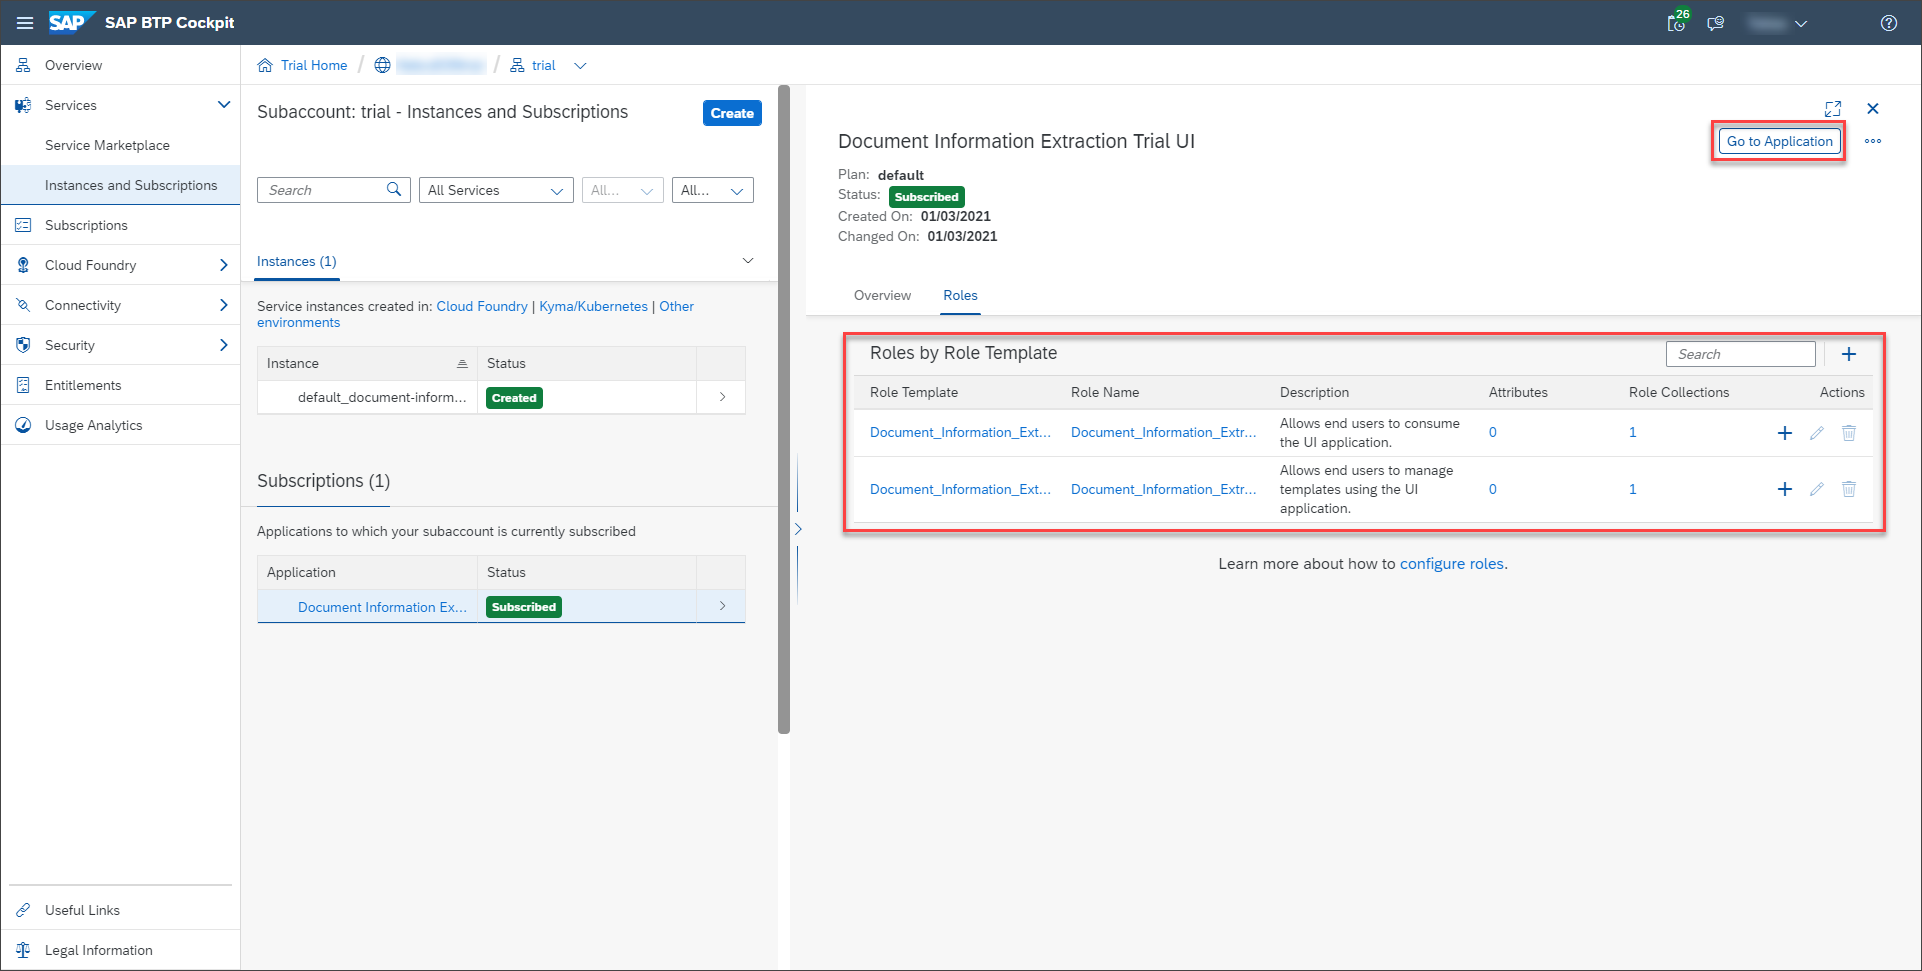 SAP SAP BTP Cockpit
26
Overview
Services
Service Marketplace
Instances and Subscriptions
Subscriptions
Cloud Foundry
Connectivity
Security
Entitlements
Usage Analytics
Useful Links
Legal Information
Trial Home / / trial
Subaccount: trial - Instances and Subscriptions
Create
Search
All Services
All...
All...
Instances (1)
Service instances created in: Cloud Foundry | Kyma/Kubernetes | Other
environments
Instance Status
default_document-inform... Created
Subscriptions (1)
Applications to which your subaccount is currently subscribed
Application Status
Document Information Ex... Subscribed
Document Information Extraction Trial UI
Go to Application
Plan: default
Status: Subscribed
Created On: 01/03/2021
Changed On: 01/03/2021
Overview Roles
Roles by Role Template
Search
Role Template Role Name Description Attributes Role Collections Actions
Document_Information_Ext... Document_Information_Extr... Allows end users to consume 0 1
the UI application.
Document_Information_Ext... Document_Information_Extr... Allows end users to manage 0 1
templates using the UI
application.
Learn more about how to configure roles.